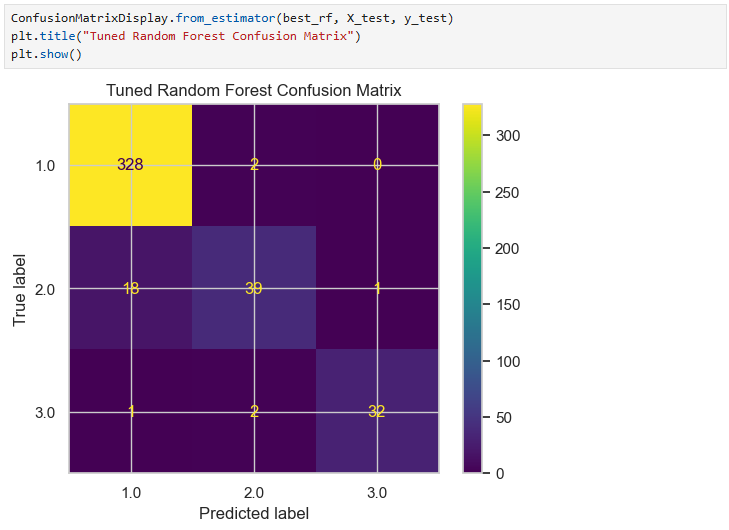 ConfusionMatrixDisplay.from_estimator(best_rf, X_test, y_test)
plt.title("Tuned Random Forest Confusion Matrix")
plt.show()
Tuned Random Forest Confusion Matrix
1.0 328 2 0
2.0 18 39 1
3.0 1 2 32
1.0 2.0 3.0
True label
Predicted label
300
250
200
150
100
50
0